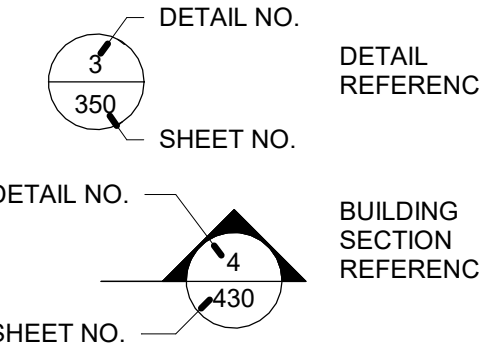 DETAIL NO.
3
350
SHEET NO.
DETAIL
REFERENC
DETAIL NO.
4
430
SHEET NO.
BUILDING
SECTION
REFERENC